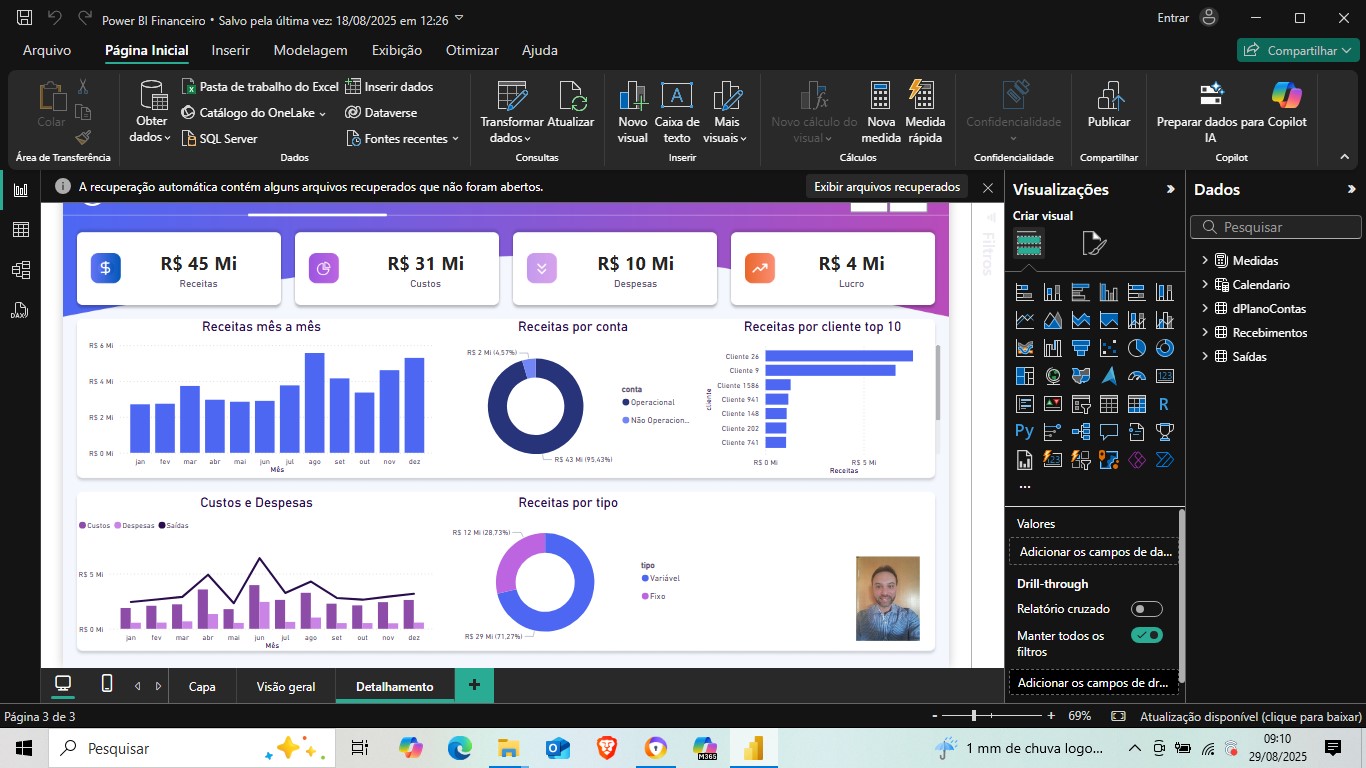 Power BI Financeiro • Salvo pela última vez: 18/08/2025 em 12:26
Entrar
Arquivo
Página Inicial
Inserir
Modelagem
Exibição
Otimizar
Ajuda
Compartilhar
Colar
Área de Transferência
Obter dados
Pasta de trabalho do Excel
Catálogo do OneLake
SQL Server
Inserir dados
Dataverse
Fontes recentes
Dados
Transformar dados
Atualizar
Consultas
Novo visual
Caixa de texto
Mais visuais
Inserir
Novo cálculo do visual
Nova medida
Medida rápida
Cálculos
Confidencialidade
Confidencialidade
Publicar
Compartilhar
Preparar dados para IA
Copilot
Copilot
A recuperação automática contém alguns arquivos recuperados que não foram abertos.
Exibir arquivos recuperados
DAX
R$ 45 Mi
Receitas
R$ 31 Mi
Custos
R$ 10 Mi
Despesas
R$ 4 Mi
Lucro
Filtros
Receitas mês a mês
R$ 6 Mi
R$ 4 Mi
R$ 2 Mi
R$ 0 Mi
jan fev mar abr mai jun jul ago set out nov dez
Mês
Receitas por conta
R$ 2 Mi (4,57%)
R$ 43 Mi (95,43%)
conta
Operacional
Não Operacion...
Receitas por cliente top 10
cliente
Cliente 26
Cliente 9
Cliente 1586
Cliente 941
Cliente 148
Cliente 202
Cliente 741
R$ 0 Mi R$ 5 Mi
Receitas
Custos e Despesas
Custos Despesas Saídas
R$ 5 Mi
R$ 0 Mi
jan fev mar abr mai jun jul ago set out nov dez
Mês
Receitas por tipo
R$ 12 Mi (28,73%)
R$ 29 Mi (71,27%)
tipo
Variável
Fixo
Visualizações
Criar visual
123
R
Py
123
...
Valores
Adicionar os campos de da...
Drill-through
Relatório cruzado
Manter todos os filtros
Adicionar os campos de dr...
Dados
Pesquisar
Medidas
Calendario
dPlanoContas
Recebimentos
Saídas
Capa
Visão geral
Detalhamento
+
Página 3 de 3
- + 69%
Atualização disponível (clique para baixar)
Pesquisar
M365
1 mm de chuva logo...
09:10
29/08/2025